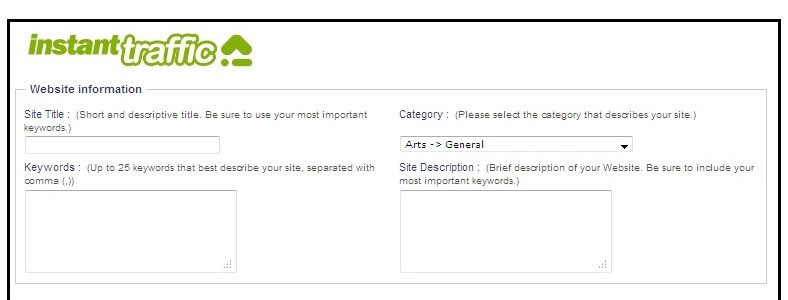 instant traffic
Website information
Site Title : (Short and descriptive title. Be sure to use your most important
keywords.)
Category : (Please select the category that describes your site.)
Arts -> General
Keywords : (Up to 25 keywords that best describe your site, separated with
comma (,))
Site Description : (Brief description of your Website. Be sure to include your
most important keywords.)